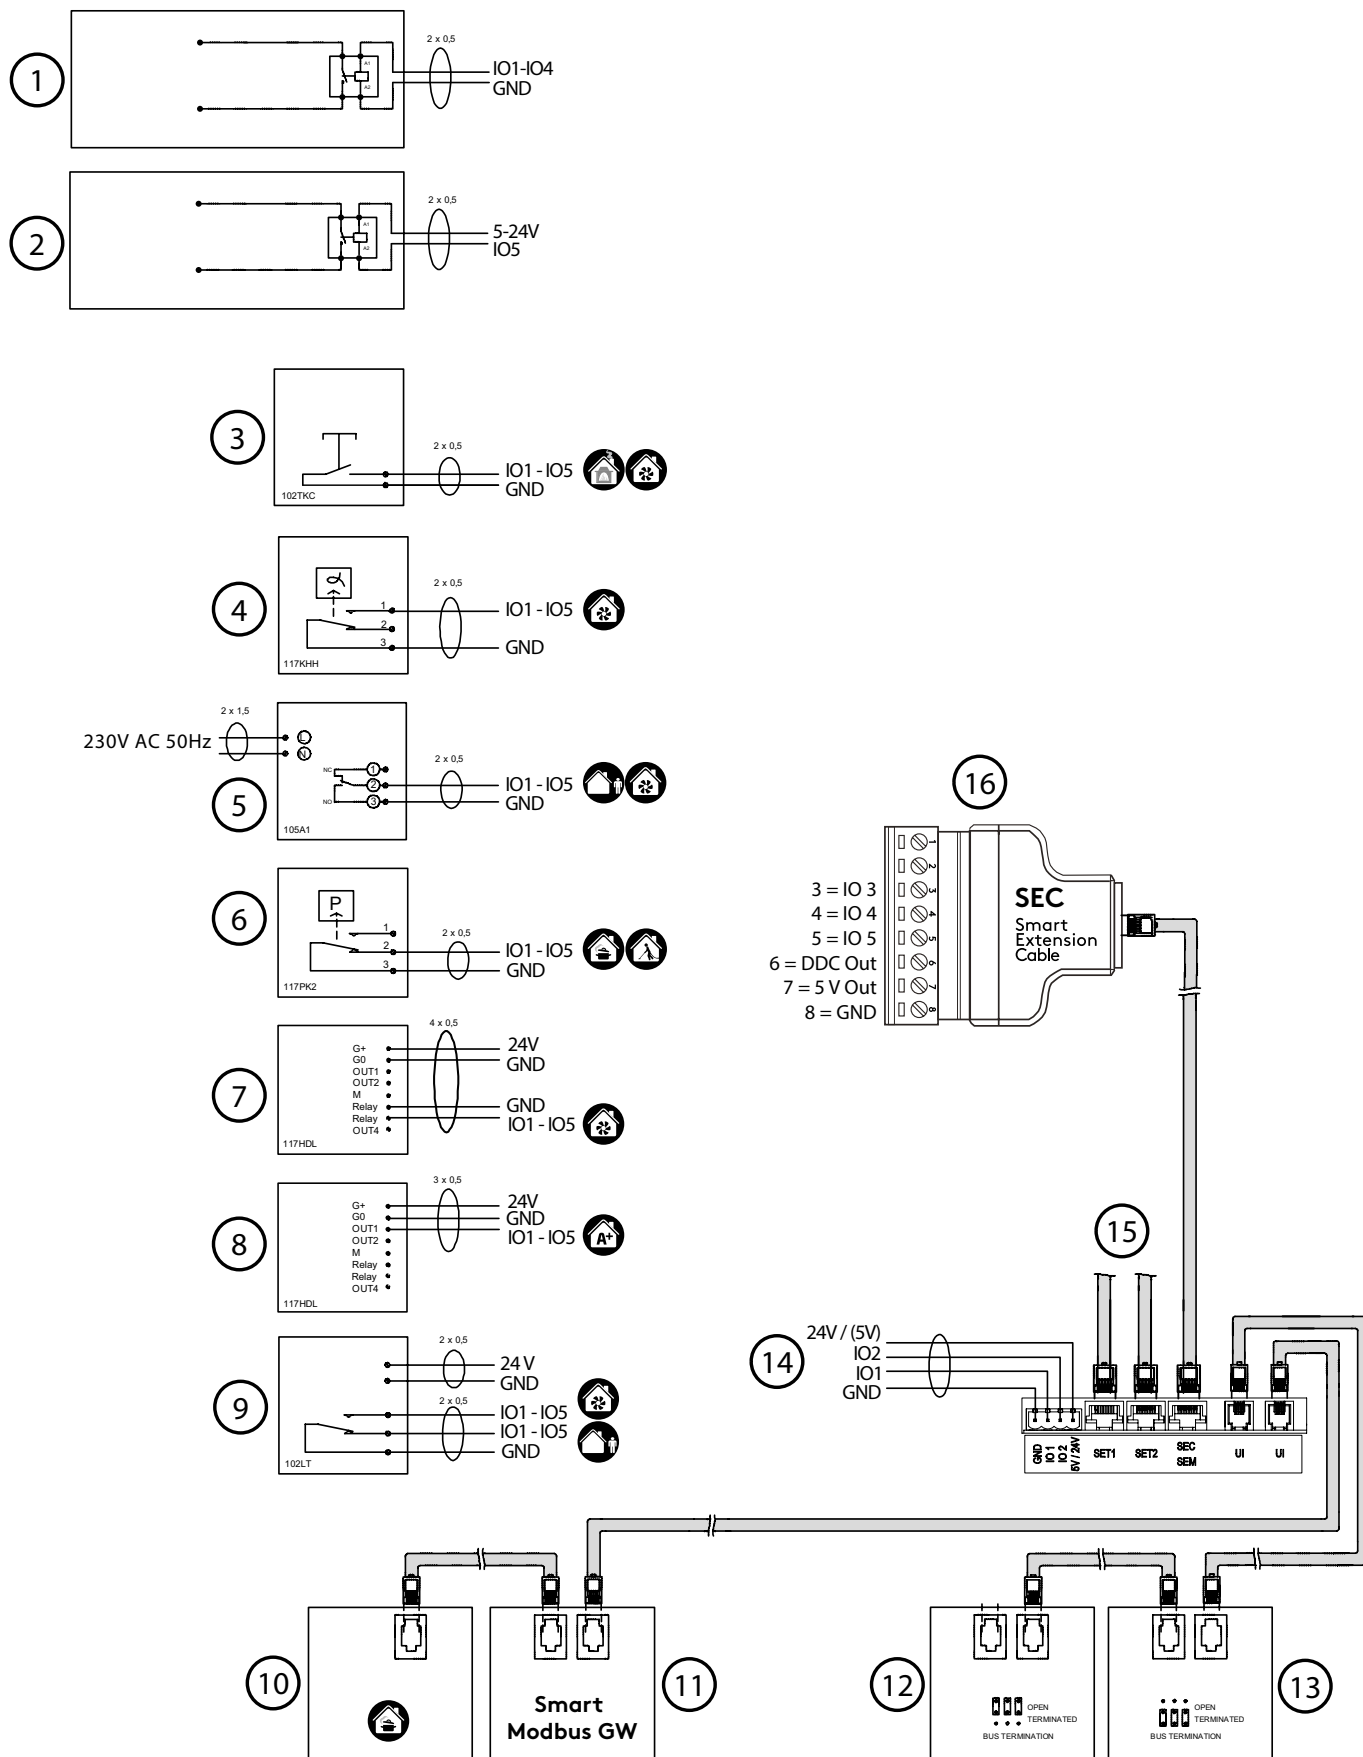 1
2 x 0,5
A1
A2
IO1-IO4
GND
2
2 x 0,5
A1
A2
5-24V
IO5
3
2 x 0,5
IO1 - IO5
GND
102TKC
4
2 x 0,5
1
2
3
IO1 - IO5
GND
117KHH
5
2 x 1,5
230V AC 50Hz
L
N
NC
NO
1
2
3
2 x 0,5
IO1 - IO5
GND
105A1
6
P
1
2
3
2 x 0,5
IO1 - IO5
GND
117PK2
7
4 x 0,5
G+
G0
OUT1
OUT2
M
Relay
Relay
OUT4
24V
GND
GND
IO1 - IO5
117HDL
8
3 x 0,5
G+
G0
OUT1
OUT2
M
Relay
Relay
OUT4
24V
GND
IO1 - IO5
A+
117HDL
9
2 x 0,5
24 V
GND
2 x 0,5
IO1 - IO5
IO1 - IO5
GND
102LT
16
1
2
3
4
5
6
7
8
3 = IO 3
4 = IO 4
5 = IO 5
6 = DDC Out
7 = 5 V Out
8 = GND
SEC
Smart
Extension
Cable
15
14
24V / (5V)
IO2
IO1
GND
GND
IO 1
IO 2
5V / 24V
SET1
SET2
SEC
SEM
UI
UI
10
11
Smart
Modbus GW
12
OPEN
TERMINATED
BUS TERMINATION
13
OPEN
TERMINATED
BUS TERMINATION